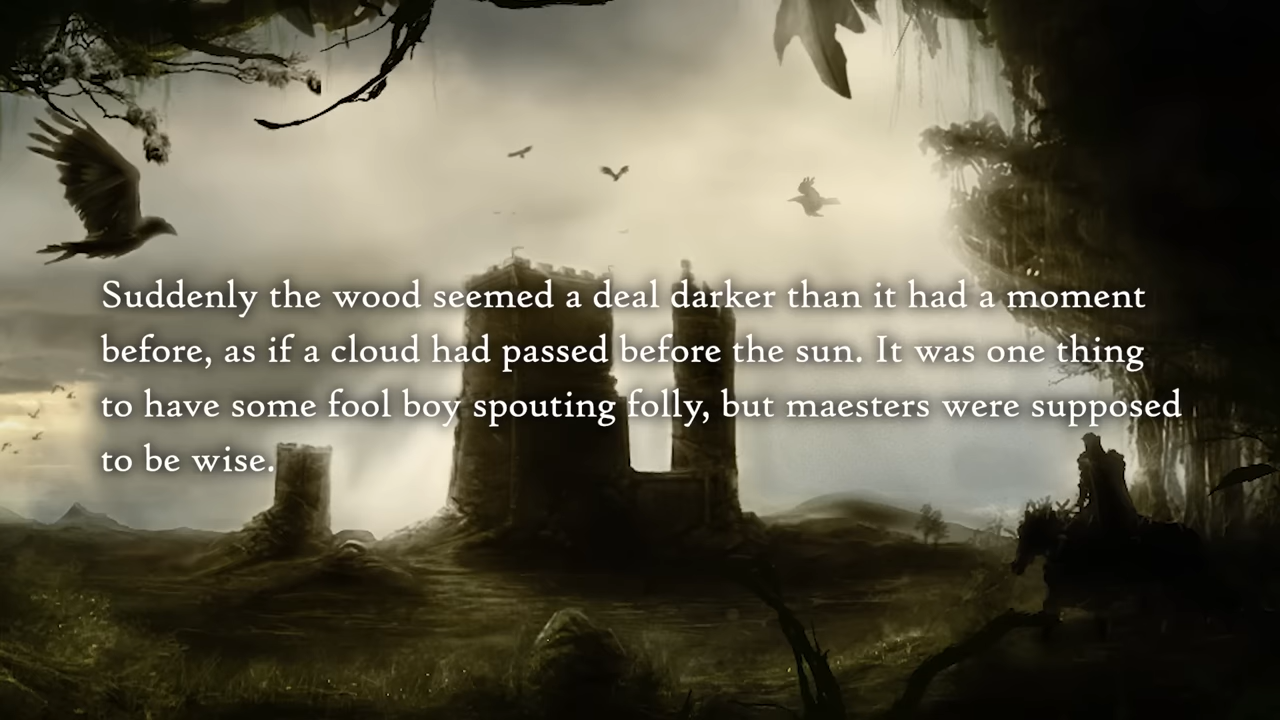 Suddenly the wood seemed a deal darker than it had a moment
before, as if a cloud had passed before the sun. It was one thing
to have some fool boy spouting folly, but maesters were supposed
to be wise.